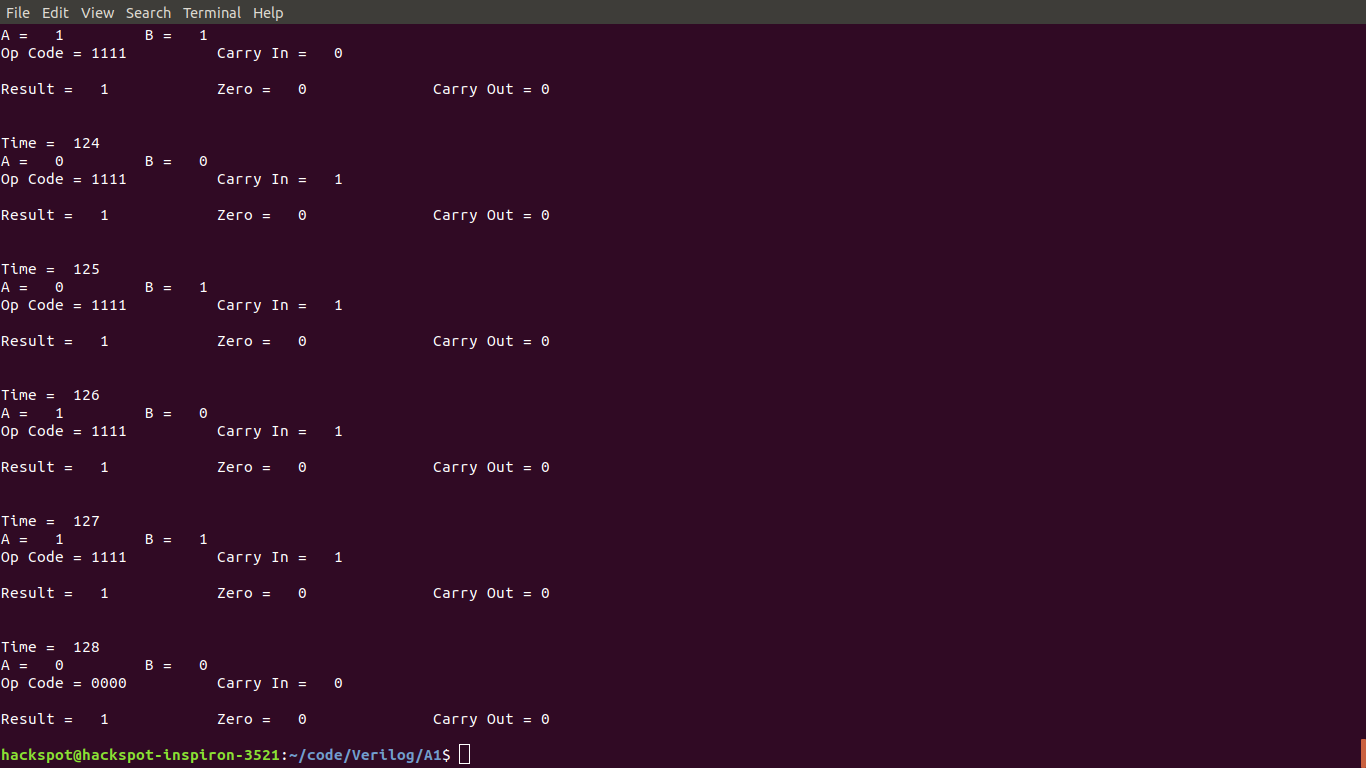 File Edit View Search Terminal Help
A =   1         B =   1
Op Code = 1111          Carry In =   0
Result =   1            Zero =   0              Carry Out = 0
Time =  124
A =   0         B =   0
Op Code = 1111          Carry In =   1
Result =   1            Zero =   0              Carry Out = 0
Time =  125
A =   0         B =   1
Op Code = 1111          Carry In =   1
Result =   1            Zero =   0              Carry Out = 0
Time =  126
A =   1         B =   0
Op Code = 1111          Carry In =   1
Result =   1            Zero =   0              Carry Out = 0
Time =  127
A =   1         B =   1
Op Code = 1111          Carry In =   1
Result =   1            Zero =   0              Carry Out = 0
Time =  128
A =   0         B =   0
Op Code = 0000          Carry In =   0
Result =   1            Zero =   0              Carry Out = 0
hackspot@hackspot-inspiron-3521:~/code/Verilog/A1$